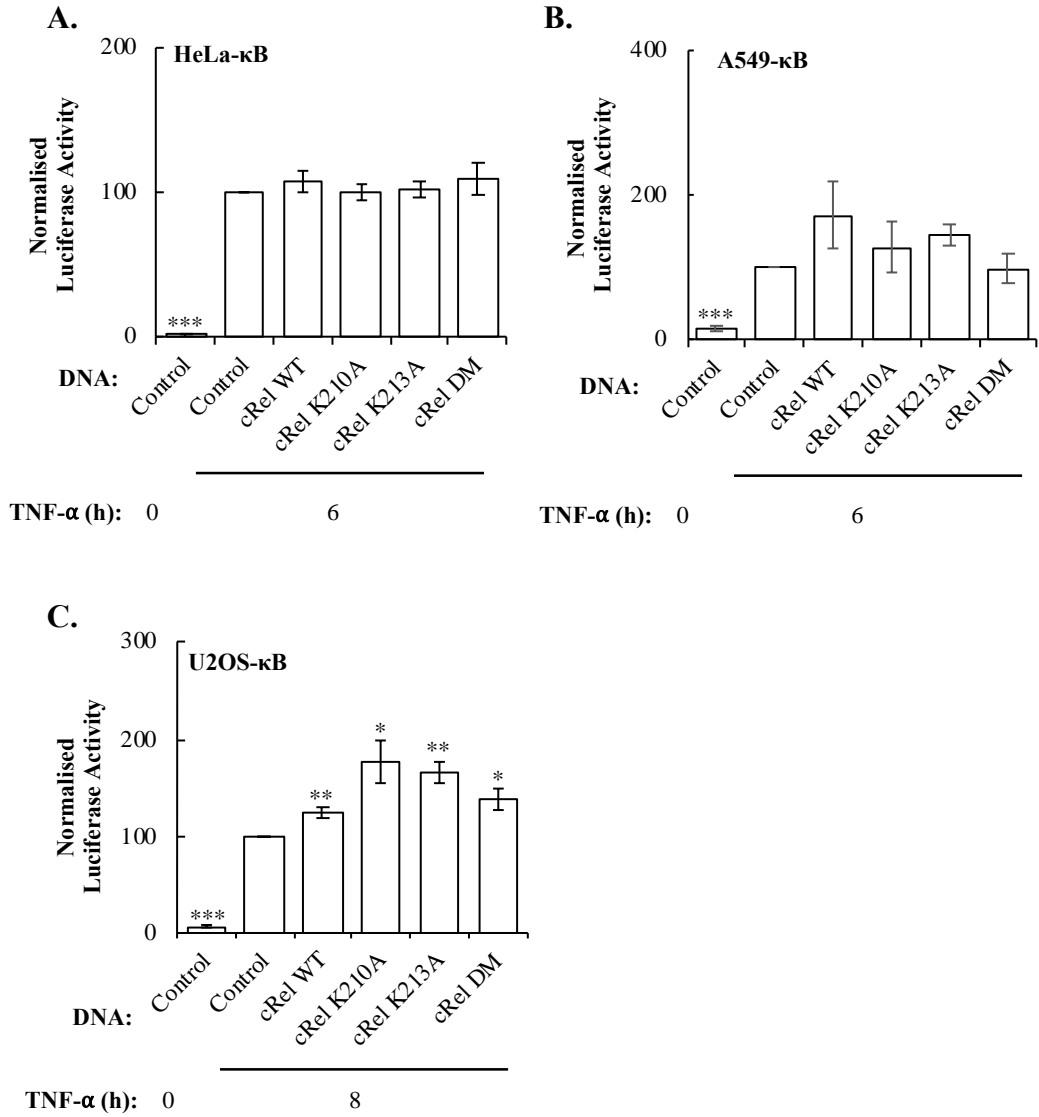 A.
HeLa-κB
Normalised
Luciferase Activity
200
100
0
***
DNA:
Control
Control
cRel WT
cRel K210A
cRel K213A
cRel DM
TNF-α (h): 0 6
B.
A549-κB
Normalised
Luciferase Activity
400
200
0
***
DNA:
Control
Control
cRel WT
cRel K210A
cRel K213A
cRel DM
TNF-α (h): 0 6
C.
U2OS-κB
Normalised
Luciferase Activity
300
200
100
0
***
**
*
**
*
DNA:
Control
Control
cRel WT
cRel K210A
cRel K213A
cRel DM
TNF-α (h): 0 8